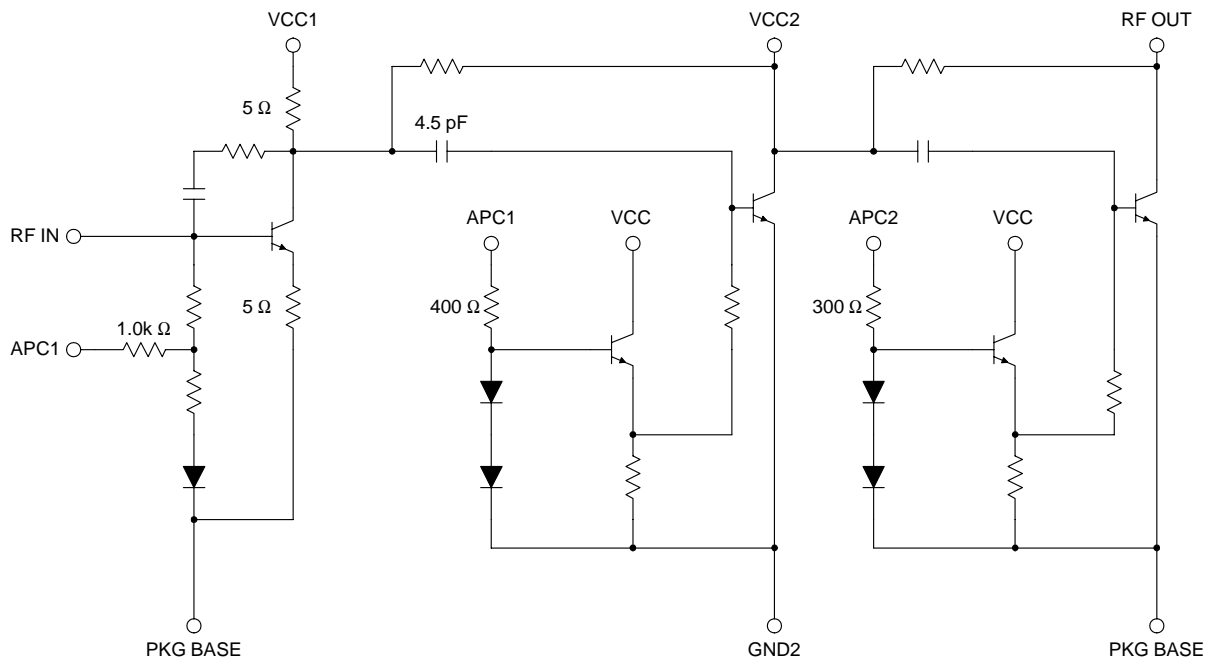 VCC1
VCC2
RF OUT
5 Ω
4.5 pF
APC1
VCC
APC2
VCC
RF IN
5 Ω
400 Ω
300 Ω
1.0k Ω
APC1
PKG BASE
GND2
PKG BASE